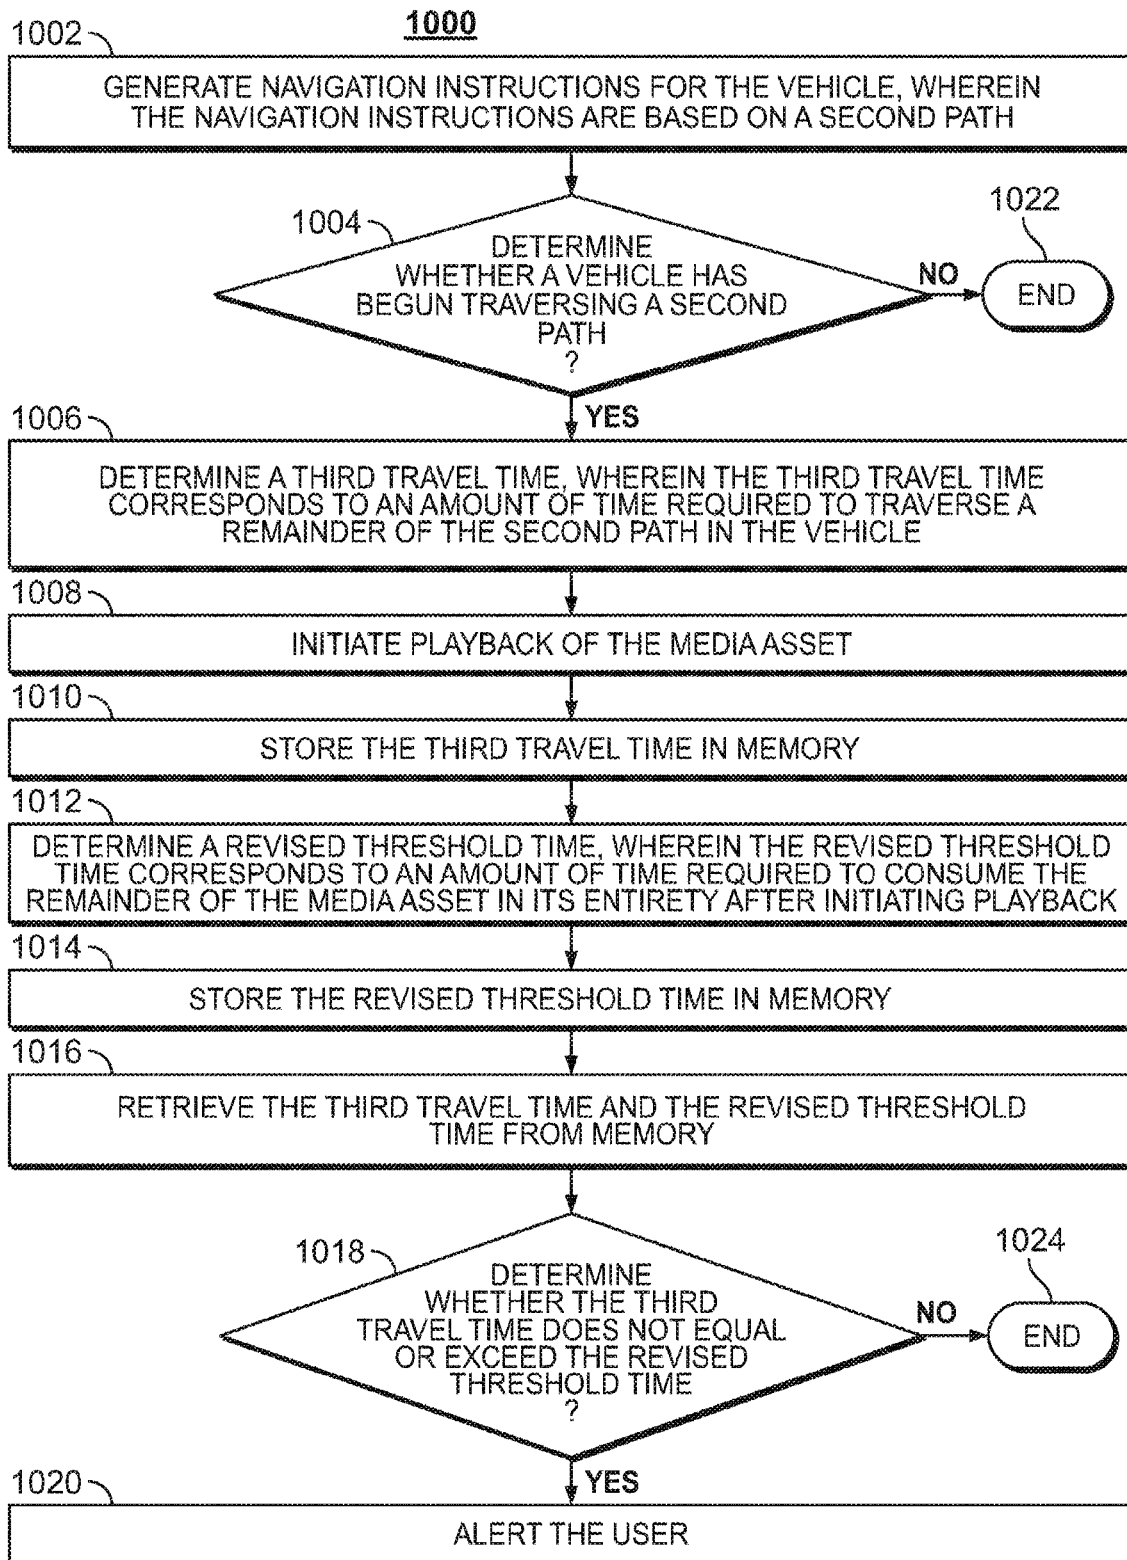 1000
1002
GENERATE NAVIGATION INSTRUCTIONS FOR THE VEHICLE, WHEREIN
THE NAVIGATION INSTRUCTIONS ARE BASED ON A SECOND PATH
1004
DETERMINE
WHETHER A VEHICLE HAS
BEGUN TRAVERSING A SECOND
PATH
?
NO
1022
END
YES
1006
DETERMINE A THIRD TRAVEL TIME, WHEREIN THE THIRD TRAVEL TIME
CORRESPONDS TO AN AMOUNT OF TIME REQUIRED TO TRAVERSE A
REMAINDER OF THE SECOND PATH IN THE VEHICLE
1008
INITIATE PLAYBACK OF THE MEDIA ASSET
1010
STORE THE THIRD TRAVEL TIME IN MEMORY
1012
DETERMINE A REVISED THRESHOLD TIME, WHEREIN THE REVISED THRESHOLD
TIME CORRESPONDS TO AN AMOUNT OF TIME REQUIRED TO CONSUME THE
REMAINDER OF THE MEDIA ASSET IN ITS ENTIRETY AFTER INITIATING PLAYBACK
1014
STORE THE REVISED THRESHOLD TIME IN MEMORY
1016
RETRIEVE THE THIRD TRAVEL TIME AND THE REVISED THRESHOLD
TIME FROM MEMORY
1018
DETERMINE
WHETHER THE THIRD
TRAVEL TIME DOES NOT EQUAL
OR EXCEED THE REVISED
THRESHOLD TIME
?
NO
1024
END
YES
1020
ALERT THE USER